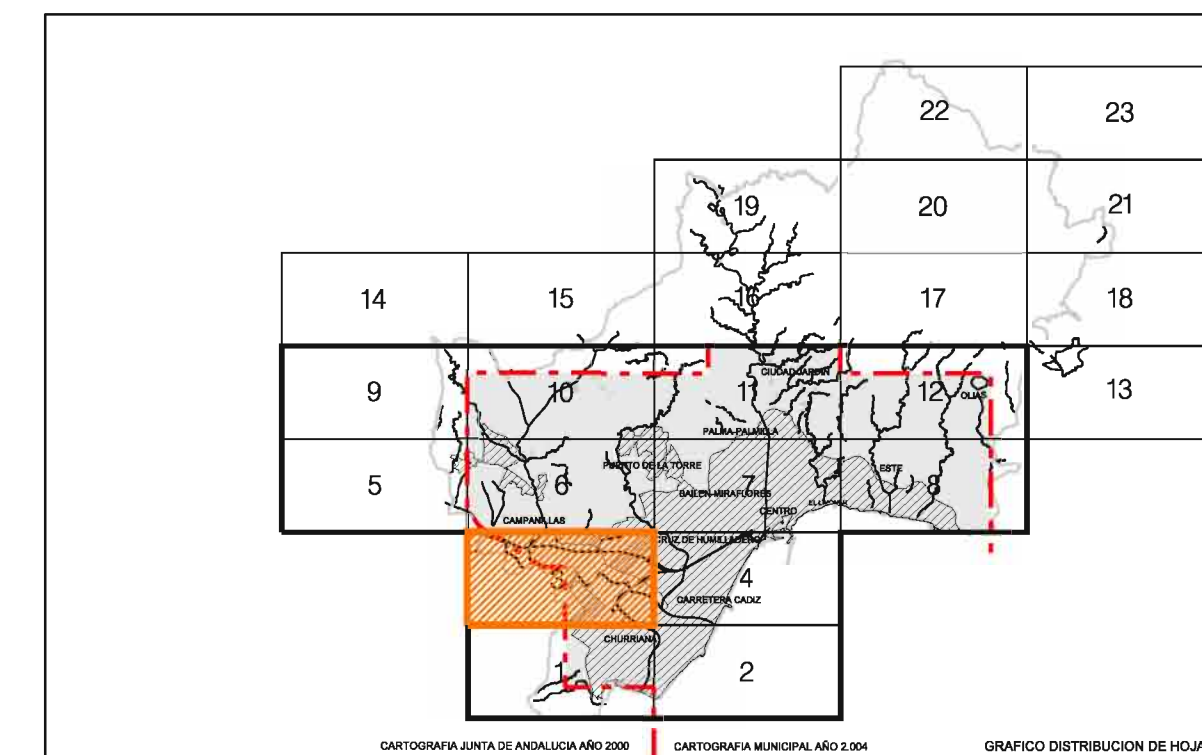 22 23
19 20 21
14 15 16 17 18
CIUDAD JARDIN
9 10 11 12 13
OLIAS
PALMA-PALMILLA
PUERTO DE LA TORRE ESTE
5 6 7 8
BAILEN-MIRAFLORES
CENTRO
CAMPANILLAS
CRUZ DE HUMILLADERO
3 4
CARRETERA CADIZ
CHURRIANA
1 2
CARTOGRAFIA JUNTA DE ANDALUCIA AÑO 2000 CARTOGRAFIA MUNICIPAL AÑO 2.004 GRAFICO DISTRIBUCION DE HOJA